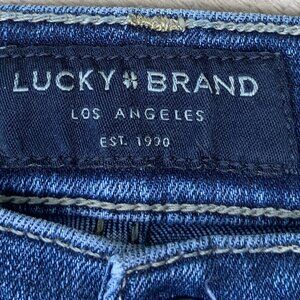 LUCKY BRAND
LOS ANGELES
EST. 1990